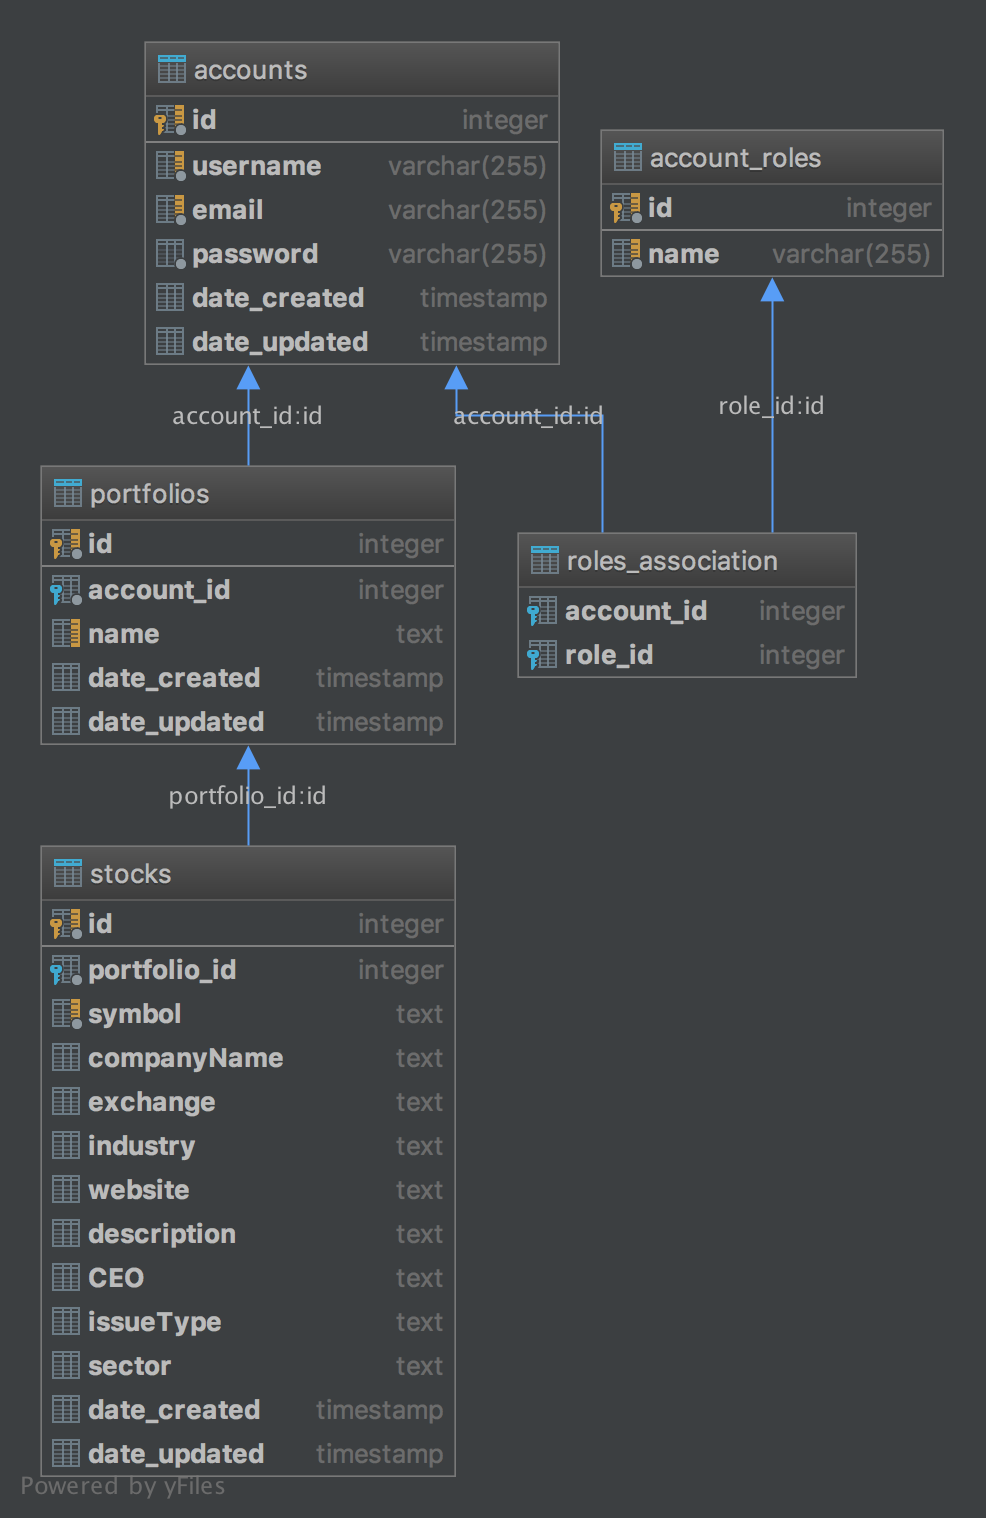 accounts
id integer
username varchar(255)
email varchar(255)
password varchar(255)
date_created timestamp
date_updated timestamp
account_roles
id integer
name varchar(255)
account_id:id
account_id:id
role_id:id
portfolios
id integer
account_id integer
name text
date_created timestamp
date_updated timestamp
roles_association
account_id integer
role_id integer
portfolio_id:id
stocks
id integer
portfolio_id integer
symbol text
companyName text
exchange text
industry text
website text
description text
CEO text
issueType text
sector text
date_created timestamp
date_updated timestamp
Powered by yFiles